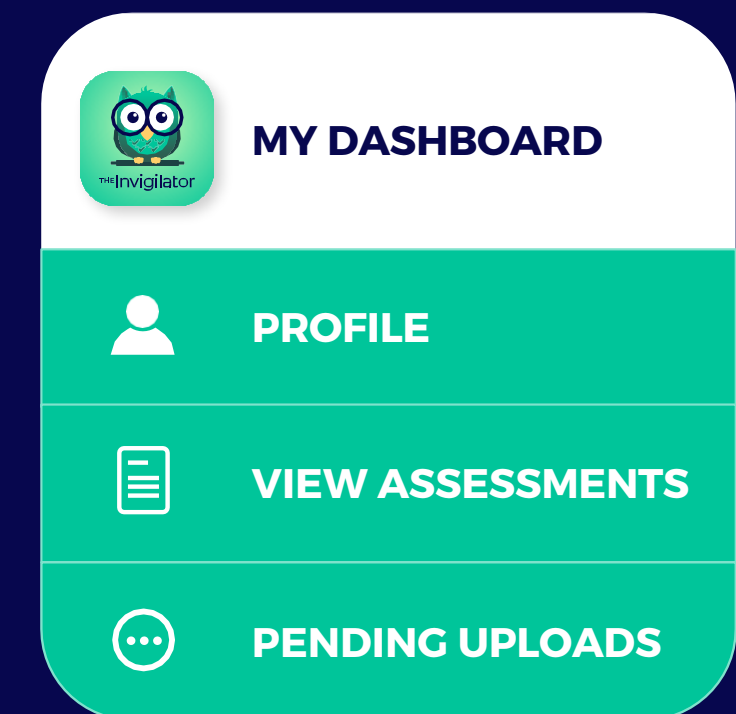 THE Invigilator
MY DASHBOARD
PROFILE
VIEW ASSESSMENTS
PENDING UPLOADS